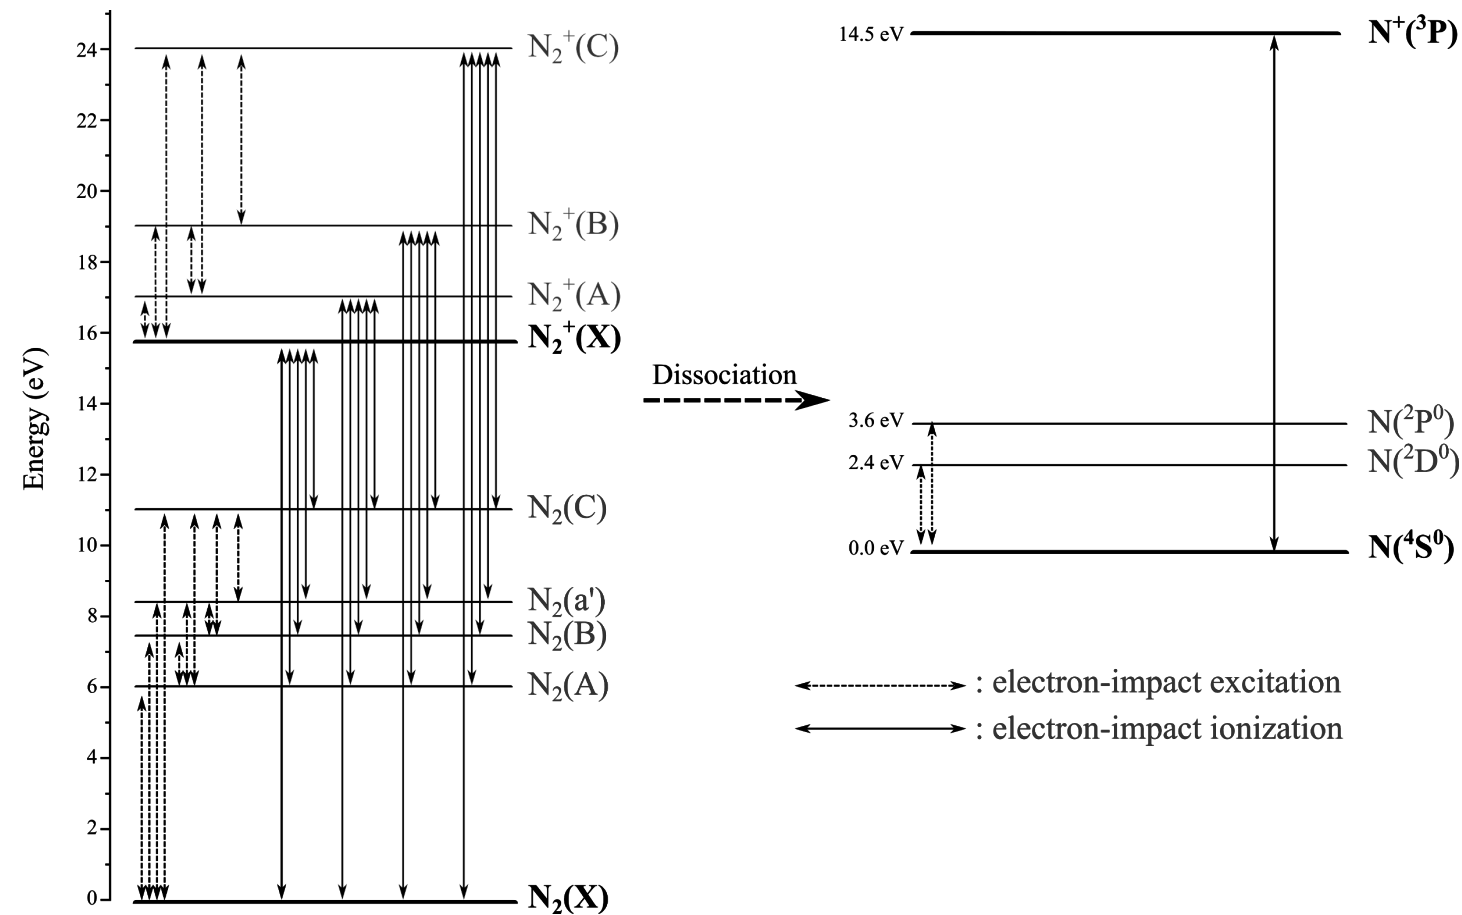 24
22
20
18
16
14
12
10
8
6
4
2
0
Energy (eV)
N₂⁺(C)
N₂⁺(B)
N₂⁺(A)
N₂⁺(X)
N₂(C)
N₂(a')
N₂(B)
N₂(A)
N₂(X)
Dissociation
14.5 eV
N⁺(³P)
3.6 eV
N(²P⁰)
2.4 eV
N(²D⁰)
0.0 eV
N(⁴S⁰)
: electron-impact excitation
: electron-impact ionization